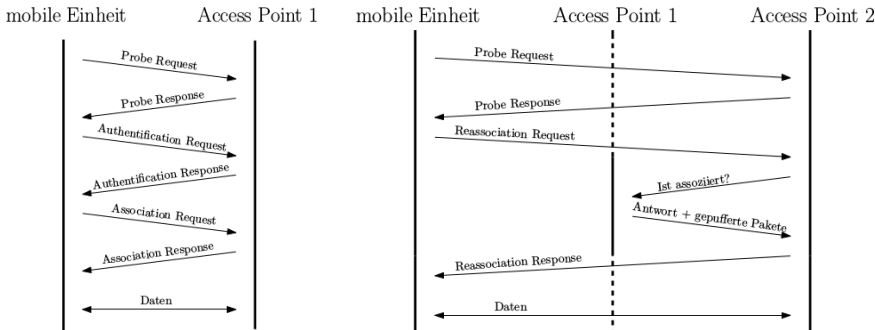 mobile Einheit
Access Point 1
Probe Request
Probe Response
Authentification Request
Authentification Response
Association Request
Association Response
Daten
mobile Einheit
Access Point 1
Access Point 2
Probe Request
Probe Response
Reassociation Request
Ist assoziiert?
Antwort + gepufferte Pakete
Reassociation Response
Daten